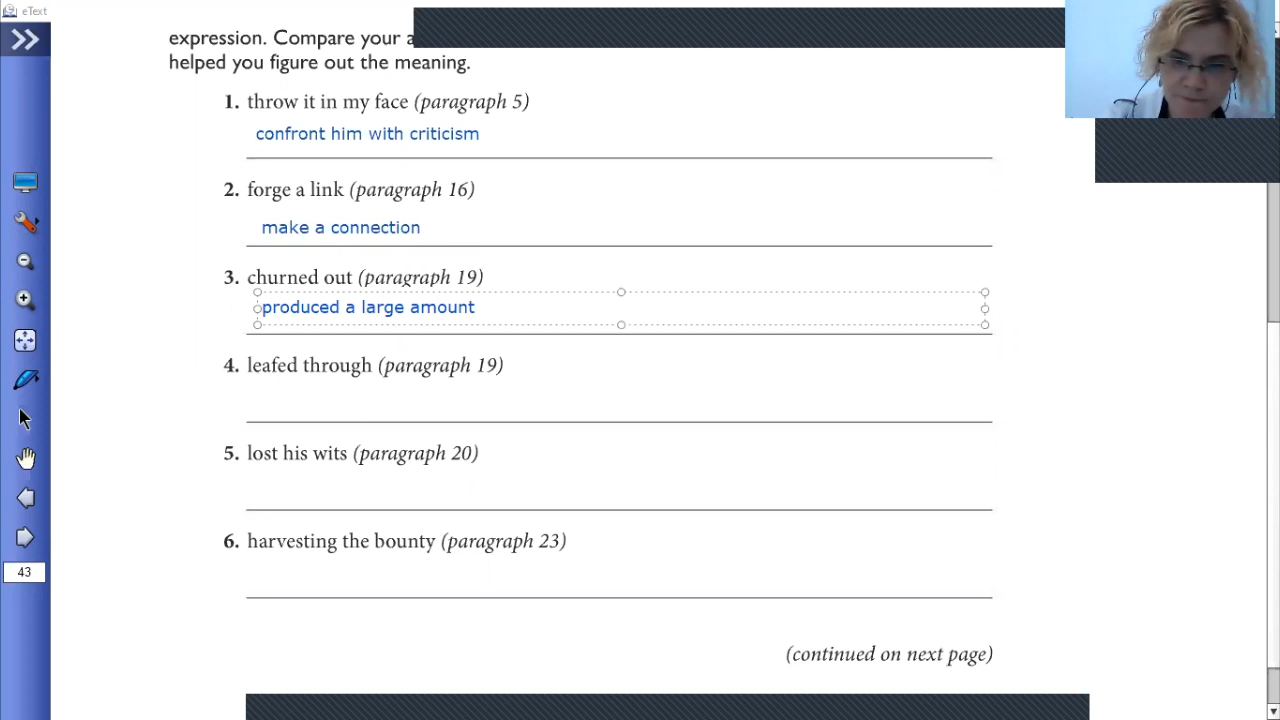 eText
expression. Compare your a
helped you figure out the meaning.
1. throw it in my face (paragraph 5)
confront him with criticism
2. forge a link (paragraph 16)
make a connection
3. churned out (paragraph 19)
produced a large amount
4. leafed through (paragraph 19)
5. lost his wits (paragraph 20)
6. harvesting the bounty (paragraph 23)
43
(continued on next page)